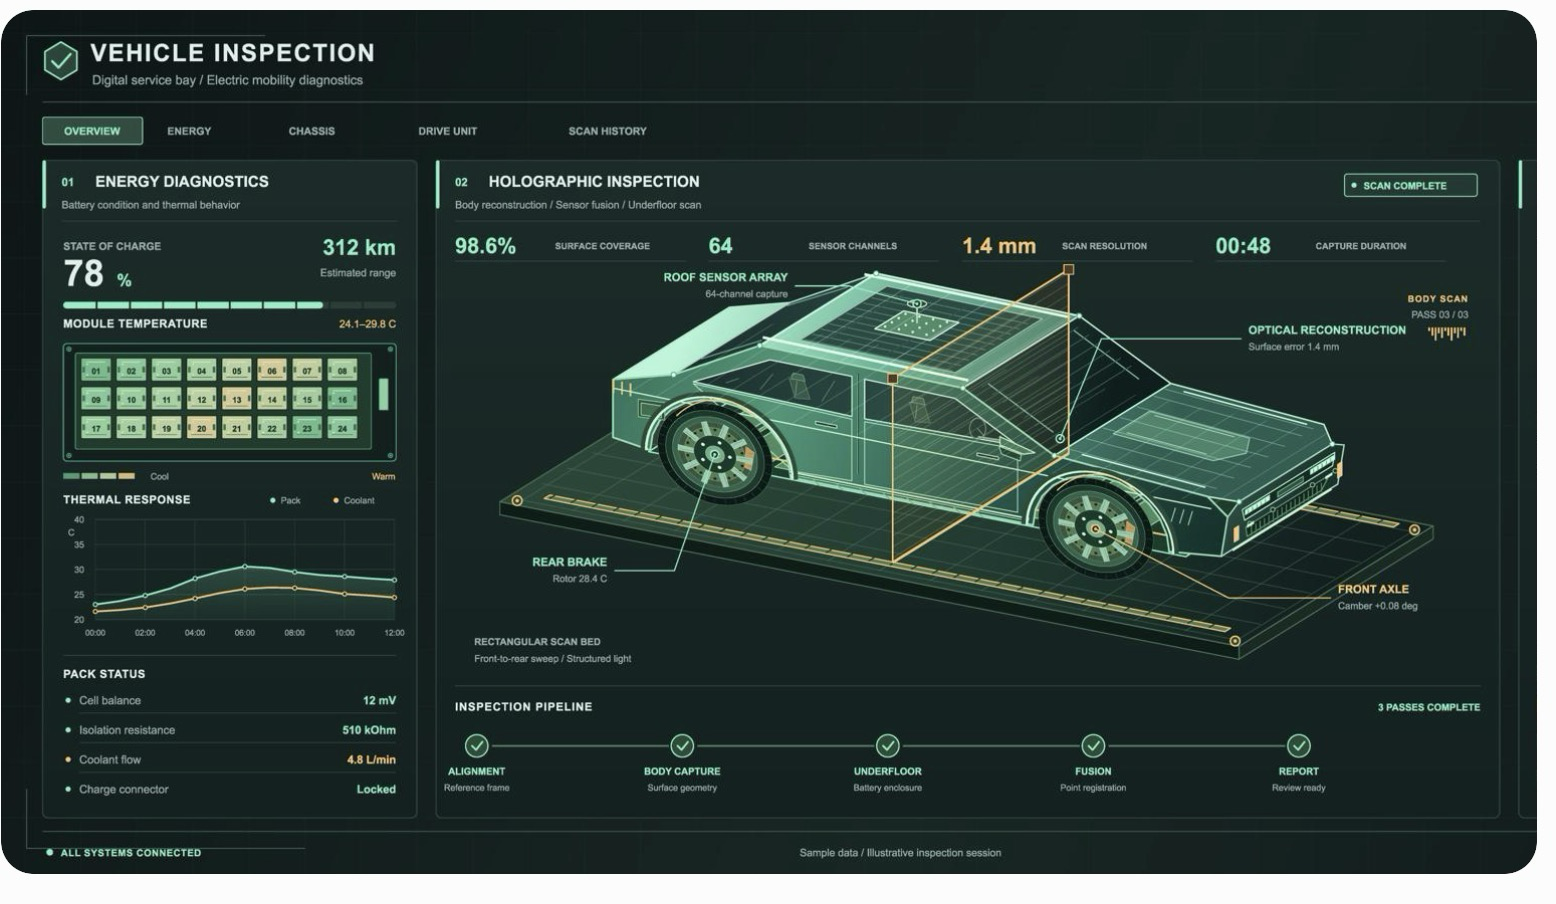 VEHICLE INSPECTION
Digital service bay / Electric mobility diagnostics
OVERVIEW
ENERGY
CHASSIS
DRIVE UNIT
SCAN HISTORY
01 ENERGY DIAGNOSTICS
Battery condition and thermal behavior
STATE OF CHARGE
78 %
312 km
Estimated range
MODULE TEMPERATURE
24.1–29.8 C
01 02 03 04 05 06 07 08
09 10 11 12 13 14 15 16
17 18 19 20 21 22 23 24
Cool
Warm
THERMAL RESPONSE
Pack
Coolant
40
C
35
30
25
20
00:00 02:00 04:00 06:00 08:00 10:00 12:00
PACK STATUS
Cell balance 12 mV
Isolation resistance 510 kOhm
Coolant flow 4.8 L/min
Charge connector Locked
02 HOLOGRAPHIC INSPECTION
Body reconstruction / Sensor fusion / Underfloor scan
SCAN COMPLETE
98.6% SURFACE COVERAGE
64 SENSOR CHANNELS
1.4 mm SCAN RESOLUTION
00:48 CAPTURE DURATION
ROOF SENSOR ARRAY
64-channel capture
BODY SCAN
PASS 03 / 03
OPTICAL RECONSTRUCTION
Surface error 1.4 mm
REAR BRAKE
Rotor 28.4 C
FRONT AXLE
Camber +0.08 deg
RECTANGULAR SCAN BED
Front-to-rear sweep / Structured light
INSPECTION PIPELINE
3 PASSES COMPLETE
ALIGNMENT
Reference frame
BODY CAPTURE
Surface geometry
UNDERFLOOR
Battery enclosure
FUSION
Point registration
REPORT
Review ready
ALL SYSTEMS CONNECTED
Sample data / Illustrative inspection session